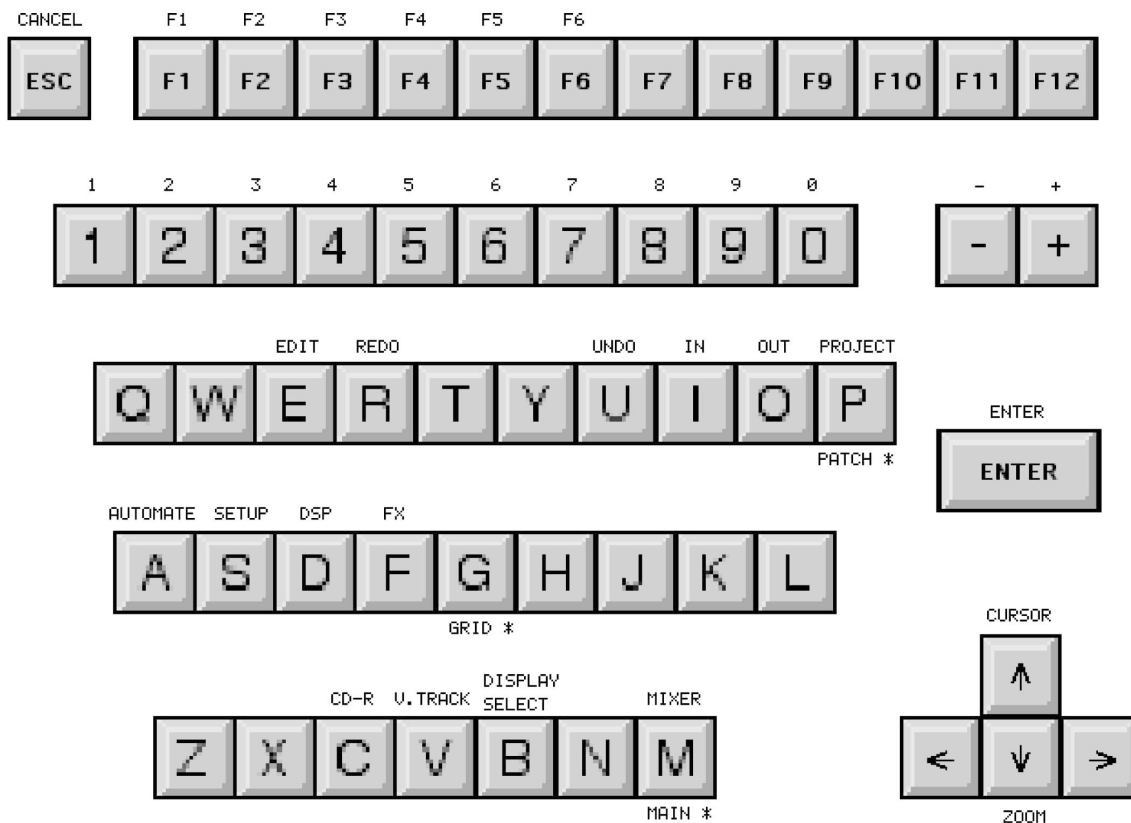 CANCEL F1 F2 F3 F4 F5 F6
ESC F1 F2 F3 F4 F5 F6 F7 F8 F9 F10 F11 F12
1 2 3 4 5 6 7 8 9 0 - +
1 2 3 4 5 6 7 8 9 0 - +
EDIT REDO UNDO IN OUT PROJECT
Q W E R T Y U I O P
PATCH *
ENTER
ENTER
AUTOMATE SETUP DSP FX
A S D F G H J K L
GRID *
CURSOR
↑
CD-R V.TRACK DISPLAY SELECT MIXER
Z X C V B N M
← ↓ →
MAIN *
ZOOM